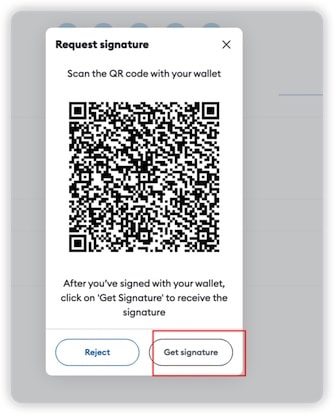 Request signature
Scan the QR code with your wallet
After you've signed with your wallet,
click on 'Get Signature' to receive the
signature
Reject
Get signature